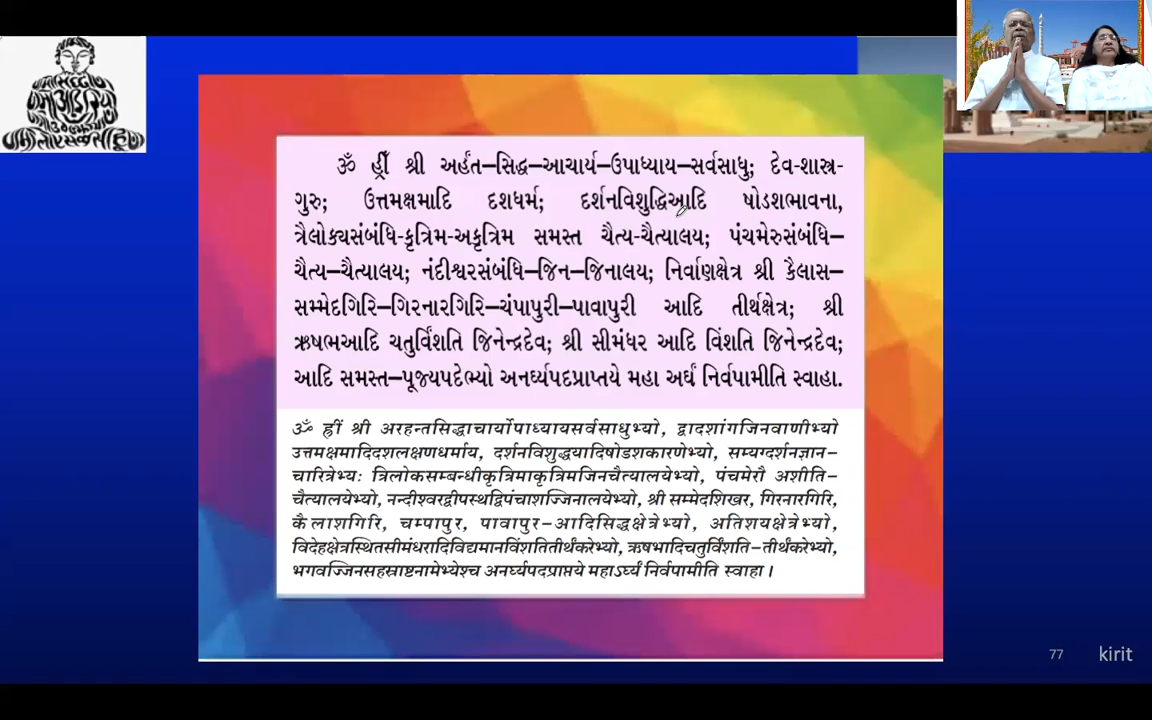 ૐ હ્રીઁ શ્રી અર્હંત—સિદ્ધ—આચાર્ય—ઉપાધ્યાય—સર્વસાધુ; દેવ-શાસ્ત્ર-
ગુરુ; ઉત્તમક્ષમાદિ દશધર્મ; દર્શનવિશુદ્ધિઆદિ ષોડશભાવના,
ત્રૈલોક્યસંબંધિ-કૃત્રિમ-અકૃત્રિમ સમસ્ત ચૈત્ય-ચૈત્યાલય; પંચમેરુસંબંધિ—
ચૈત્ય—ચૈત્યાલય; નંદીશ્વરસંબંધિ—જિન—જિનાલય; નિર્વાણક્ષેત્ર શ્રી કૈલાસ—
સમ્મેદગિરિ—ગિરનારગિરિ—ચંપાપુરી—પાવાપુરી આદિ તીર્થક્ષેત્ર; શ્રી
ઋષભઆદિ ચતુર્વિંશતિ જિનેન્દ્રદેવ; શ્રી સીમંધર આદિ વિંશતિ જિનેન્દ્રદેવ;
આદિ સમસ્ત—પૂજ્યપદેભ્યો અનર્ઘ્યપદપ્રાપ્તયે મહા અર્ઘં નિર્વપામીતિ સ્વાહા.
ॐ ह्रीं श्री अरहन्तसिद्धाचार्योपाध्यायसर्वसाधुभ्यो, द्वादशांगजिनवाणीभ्यो
उत्तमक्षमादिदशलक्षणधर्माय, दर्शनविशुद्धयादिषोडशकारणेभ्यो, सम्यग्दर्शनज्ञान—
चारित्रेभ्यः त्रिलोकसम्बन्धीकृत्रिमाकृत्रिमजिनचैत्यालयेभ्यो, पंचमेरौ अशीति—
चैत्यालयेभ्यो, नन्दीश्वरद्वीपस्थद्विपंचाशज्जिनालयेभ्यो, श्री सम्मेदशिखर, गिरनारगिरि,
कैलाशगिरि, चम्पापुर, पावापुर—आदिसिद्धक्षेत्रेभ्यो, अतिशयक्षेत्रेभ्यो,
विदेहक्षेत्रस्थितसीमंधरादिविद्यमानविंशतितीर्थंकरेभ्यो, ऋषभादिचतुर्विंशति—तीर्थंकरेभ्यो,
भगवज्जिनसहस्राष्टनामेभ्येश्च अनर्घ्यपदप्राप्तये महाऽर्घ्यं निर्वपामीति स्वाहा ।
77 kirit